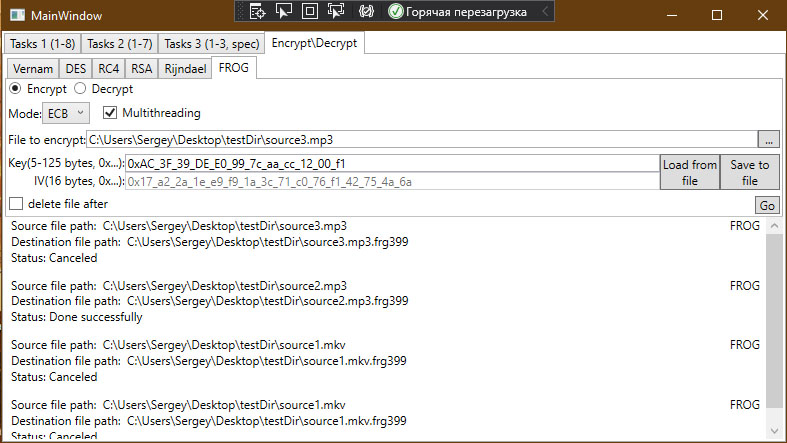 MainWindow
Горячая перезагрузка
Tasks 1 (1-8) Tasks 2 (1-7) Tasks 3 (1-3, spec) Encrypt\Decrypt
Vernam DES RC4 RSA Rijndael FROG
Encrypt Decrypt
Mode: ECB Multithreading
File to encrypt: C:\Users\Sergey\Desktop\testDir\source3.mp3 ...
Key(5-125 bytes, 0x...): 0xAC_3F_39_DE_E0_99_7c_aa_cc_12_00_f1
Load from file Save to file
IV(16 bytes, 0x...): 0x17_a2_2a_1e_e9_f9_1a_3c_71_c0_76_f1_42_75_4a_6a
delete file after Go
Source file path: C:\Users\Sergey\Desktop\testDir\source3.mp3 FROG
Destination file path: C:\Users\Sergey\Desktop\testDir\source3.mp3.frg399
Status: Canceled
Source file path: C:\Users\Sergey\Desktop\testDir\source2.mp3 FROG
Destination file path: C:\Users\Sergey\Desktop\testDir\source2.mp3.frg399
Status: Done successfully
Source file path: C:\Users\Sergey\Desktop\testDir\source1.mkv FROG
Destination file path: C:\Users\Sergey\Desktop\testDir\source1.mkv.frg399
Status: Canceled
Source file path: C:\Users\Sergey\Desktop\testDir\source1.mkv FROG
Destination file path: C:\Users\Sergey\Desktop\testDir\source1.mkv.frg399
Status: Canceled